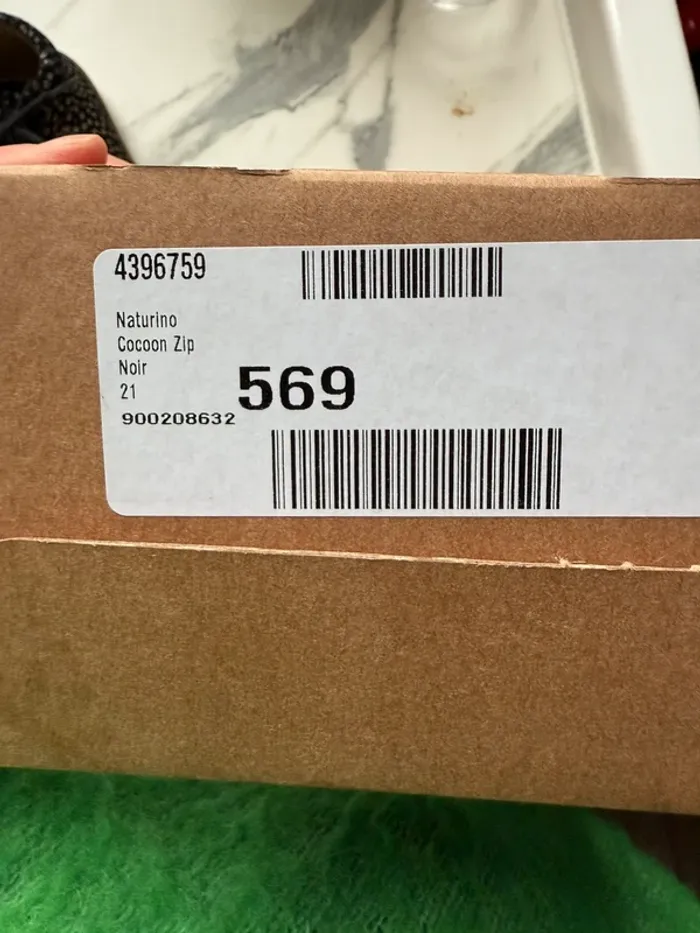 4396759
Naturino
Cocoon Zip
Noir
21
569
900208632